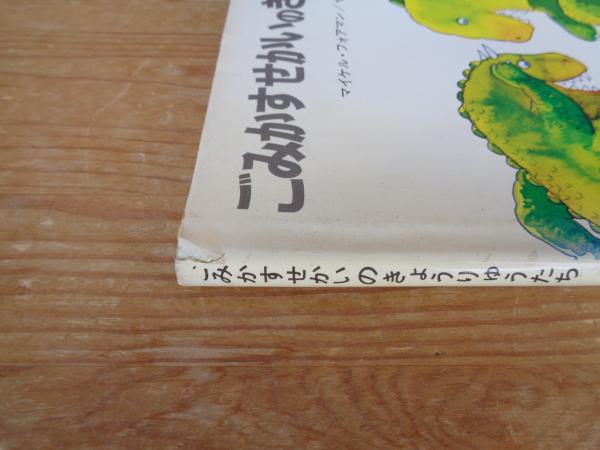 ごみかすせかいのき
マイケル・フォアマン/
ごみかすせかいのきょうりゅうたち